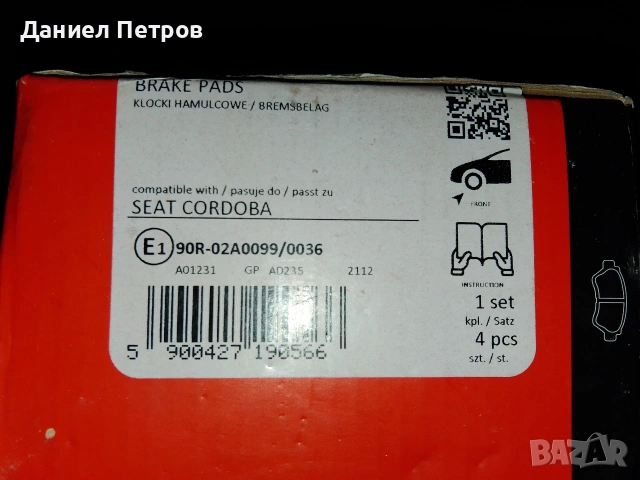 Даниел Петров
BRAKE PADS
KLOCKI HAMULCOWE / BREMSBELAG
compatible with / pasuje do / passt zu
SEAT CORDOBA
FRONT
E1 90R-02A0099/0036
A01231 GP AD235 2112
INSTRUCTION
1 set
kpl. / Satz
4 pcs
szt. / st.
5 900427 190566
BAZAR